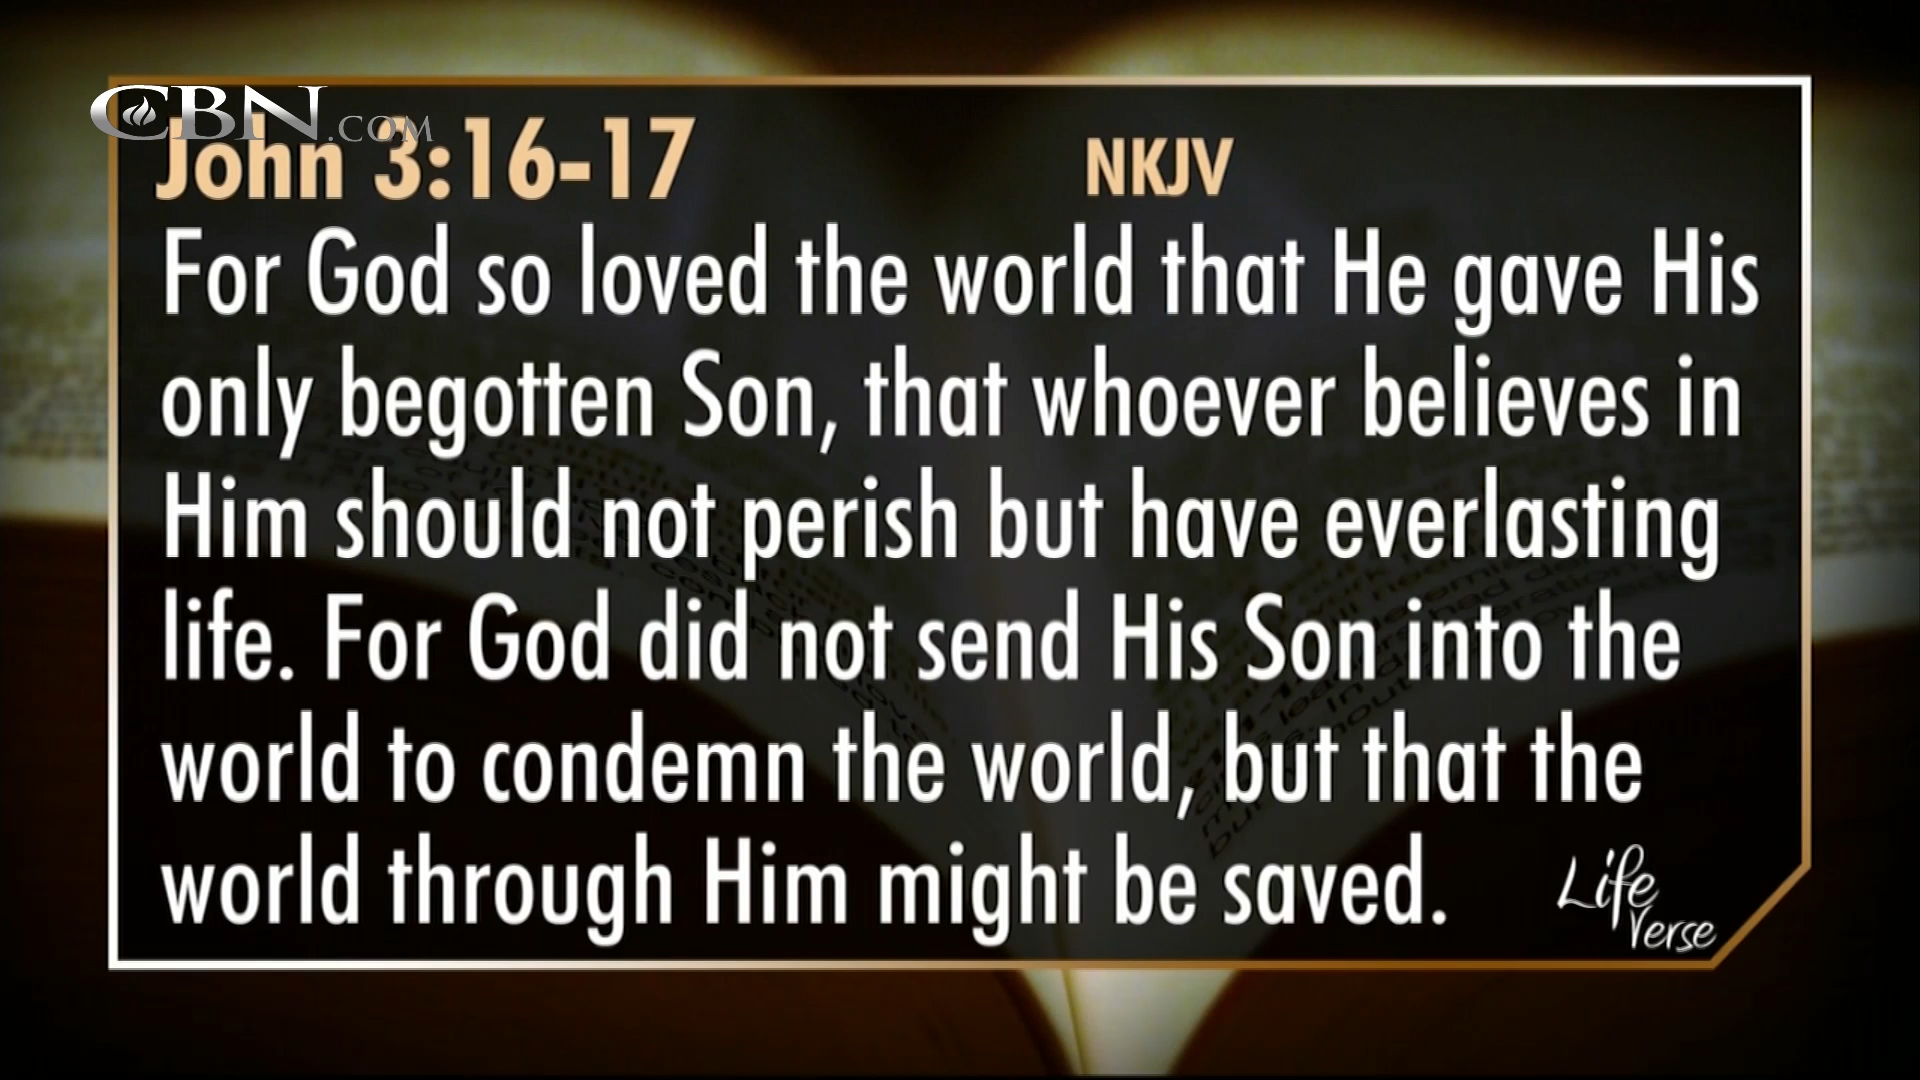 CBN.COM
John 3:16-17 NKJV
For God so loved the world that He gave His
only begotten Son, that whoever believes in
Him should not perish but have everlasting
life. For God did not send His Son into the
world to condemn the world, but that the
world through Him might be saved.
Life
Verse